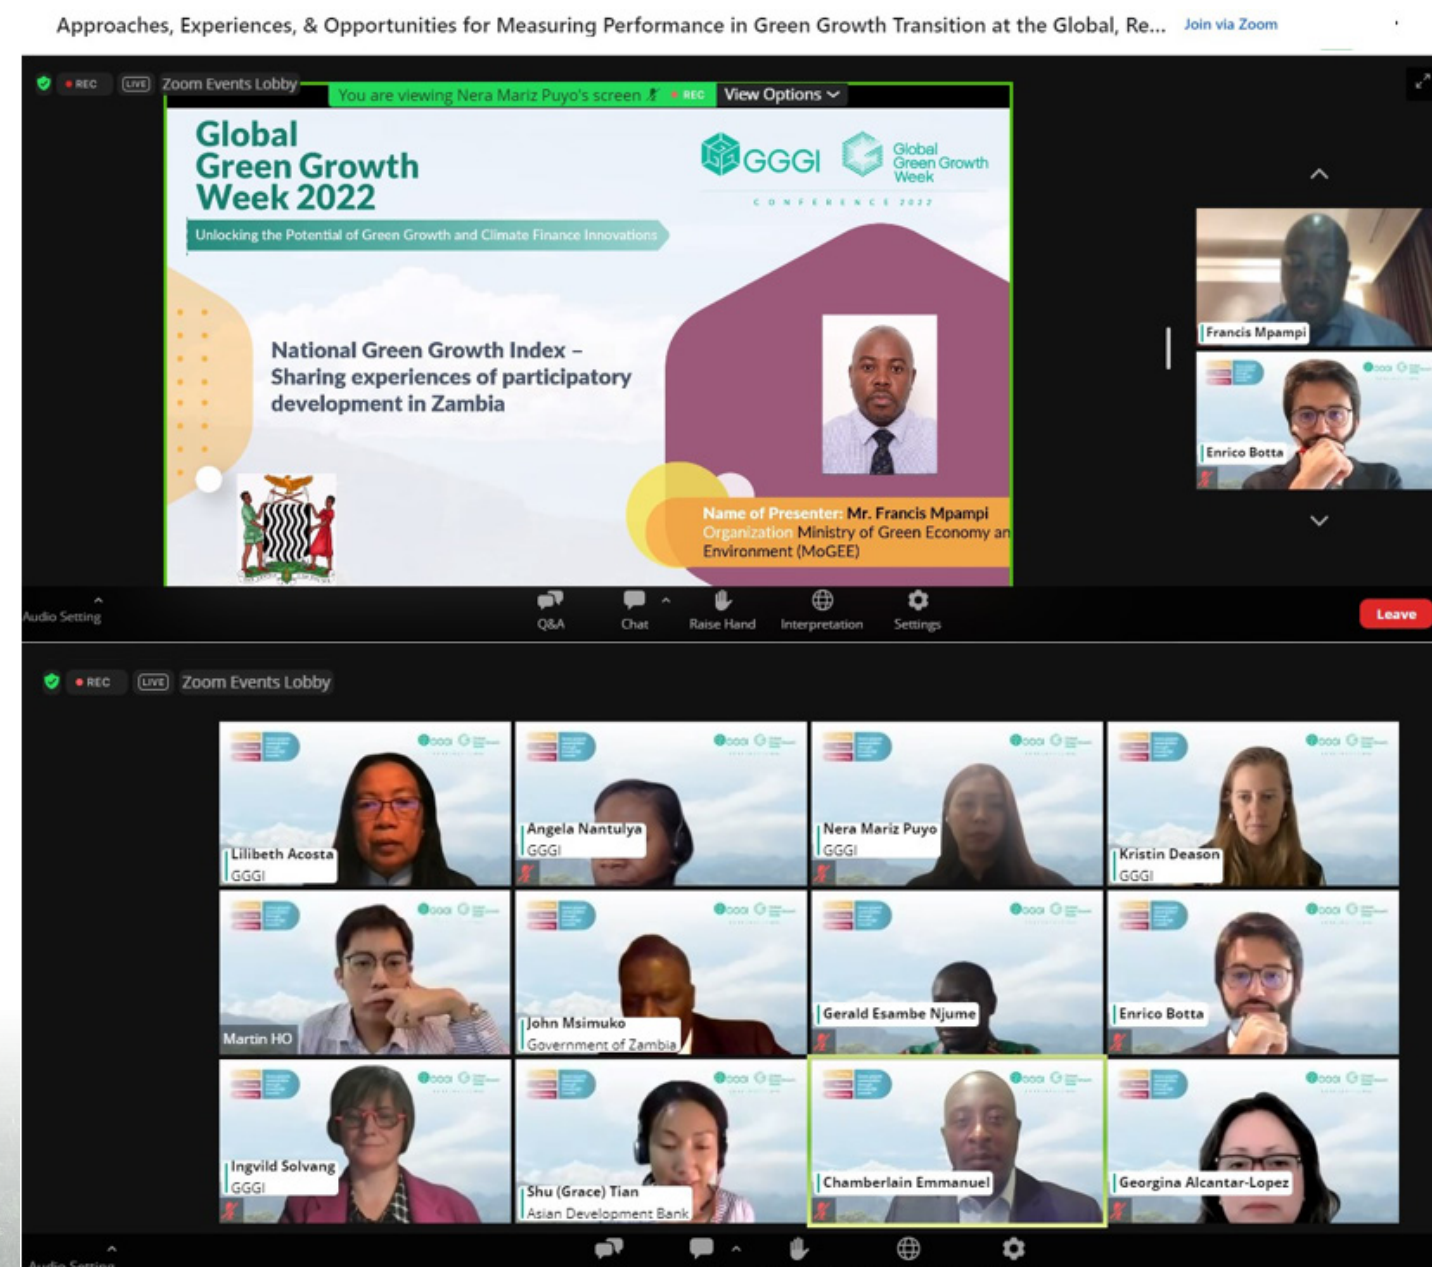 Approaches, Experiences, & Opportunities for Measuring Performance in Green Growth Transition at the Global, Re... Join via Zoom
REC LIVE Zoom Events Lobby
You are viewing Nera Mariz Puyo's screen REC View Options
Global
Green Growth
Week 2022
GGGI
Global
Green Growth
Week
CONFERENCE 2022
Unlocking the Potential of Green Growth and Climate Finance Innovations
National Green Growth Index –
Sharing experiences of participatory
development in Zambia
Name of Presenter: Mr. Francis Mpampi
Organization Ministry of Green Economy an
Environment (MoGEE)
Francis Mpampi
GGGI
Enrico Botta
Audio Setting
Q&A
Chat
Raise Hand
Interpretation
Settings
Leave
REC LIVE Zoom Events Lobby
Lilibeth Acosta
GGGI
Angela Nantulya
GGGI
Nera Mariz Puyo
GGGI
Kristin Deason
GGGI
Martin HO
John Msimuko
Government of Zambia
Gerald Esambe Njume
Enrico Botta
Ingvild Solvang
GGGI
Shu (Grace) Tian
Asian Development Bank
Chamberlain Emmanuel
Georgina Alcantar-Lopez
Audio Setting